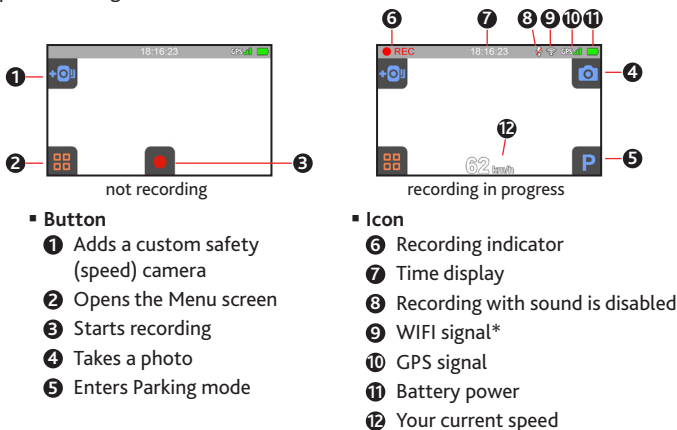 6 7 8 9 10 11
18:16:23 GPS
REC 18:16:23 GPS
1
4
12
2 3
62 km/h P 5
not recording recording in progress
▪ Button
1 Adds a custom safety
(speed) camera
2 Opens the Menu screen
3 Starts recording
4 Takes a photo
5 Enters Parking mode
▪ Icon
6 Recording indicator
7 Time display
8 Recording with sound is disabled
9 WIFI signal*
10 GPS signal
11 Battery power
12 Your current speed